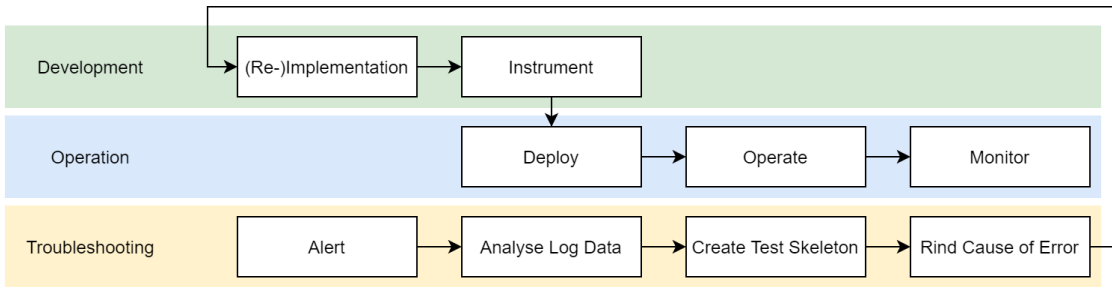 Development
(Re-)Implementation
Instrument
Operation
Deploy
Operate
Monitor
Troubleshooting
Alert
Analyse Log Data
Create Test Skeleton
Rind Cause of Error